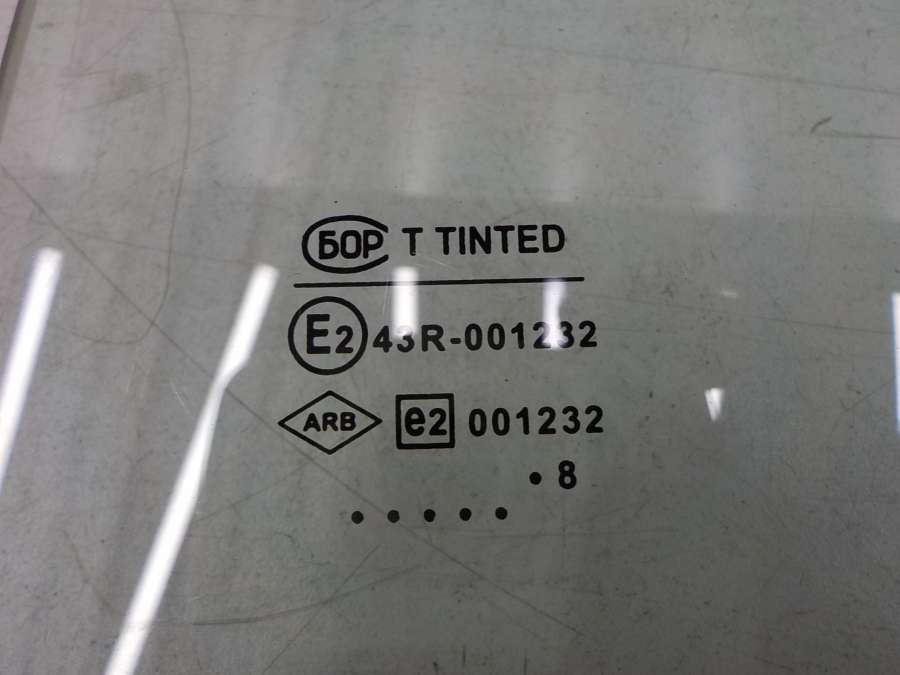 БОР T TINTED
E2 43R-001232
ARB e2 001232
• 8
• • • • •